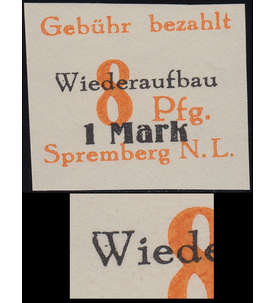 Gebühr bezahlt
Wiederaufbau
8 Pfg.
1 Mark
Spremberg N.L.
Wiede
8